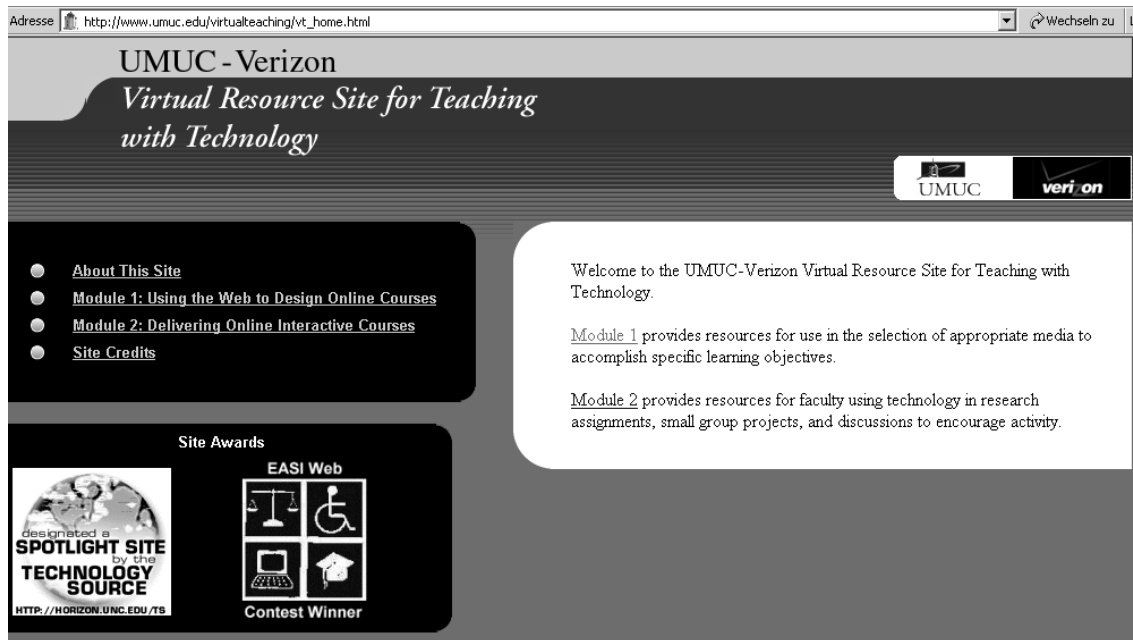 Adresse http://www.umuc.edu/virtualteaching/vt_home.html Wechseln zu
UMUC - Verizon
Virtual Resource Site for Teaching
with Technology
UMUC verizon
About This Site
Module 1: Using the Web to Design Online Courses
Module 2: Delivering Online Interactive Courses
Site Credits
Welcome to the UMUC-Verizon Virtual Resource Site for Teaching with
Technology.
Module 1 provides resources for use in the selection of appropriate media to
accomplish specific learning objectives.
Module 2 provides resources for faculty using technology in research
assignments, small group projects, and discussions to encourage activity.
Site Awards
designated a
SPOTLIGHT SITE
by the
TECHNOLOGY
SOURCE
HTTP://HORIZON.UNC.EDU/TS
EASI Web
Contest Winner